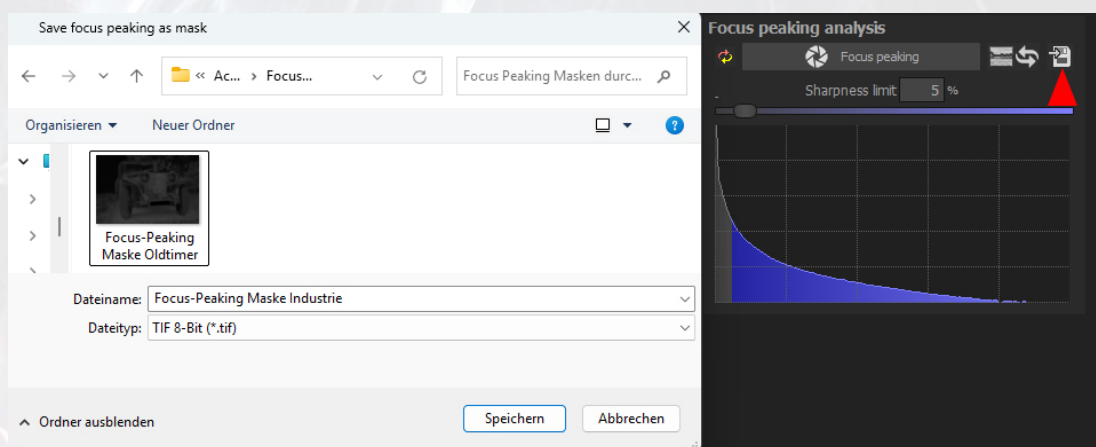 Save focus peaking as mask
« Ac... › Focus...
Focus Peaking Masken durc...
Organisieren
Neuer Ordner
?
Focus-Peaking
Maske Oldtimer
Dateiname: Focus-Peaking Maske Industrie
Dateityp: TIF 8-Bit (*.tif)
Ordner ausblenden
Speichern
Abbrechen
Focus peaking analysis
Focus peaking
Sharpness limit 5 %